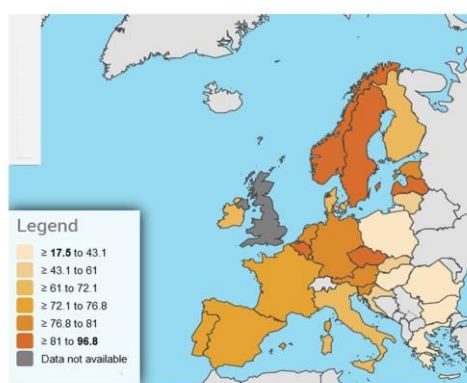 Legend
≥ 17.5 to 43.1
≥ 43.1 to 61
≥ 61 to 72.1
≥ 72.1 to 76.8
≥ 76.8 to 81
≥ 81 to 96.8
Data not available